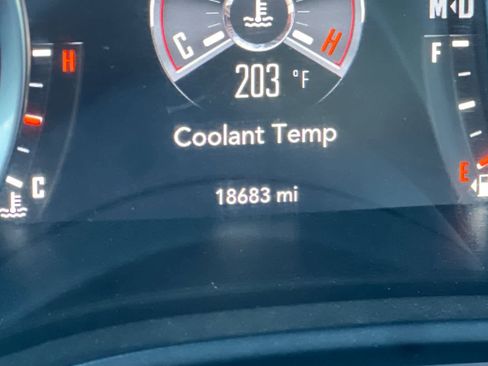 M◄D
H
C
H
F
203 °F
Coolant Temp
E
C
18683 mi